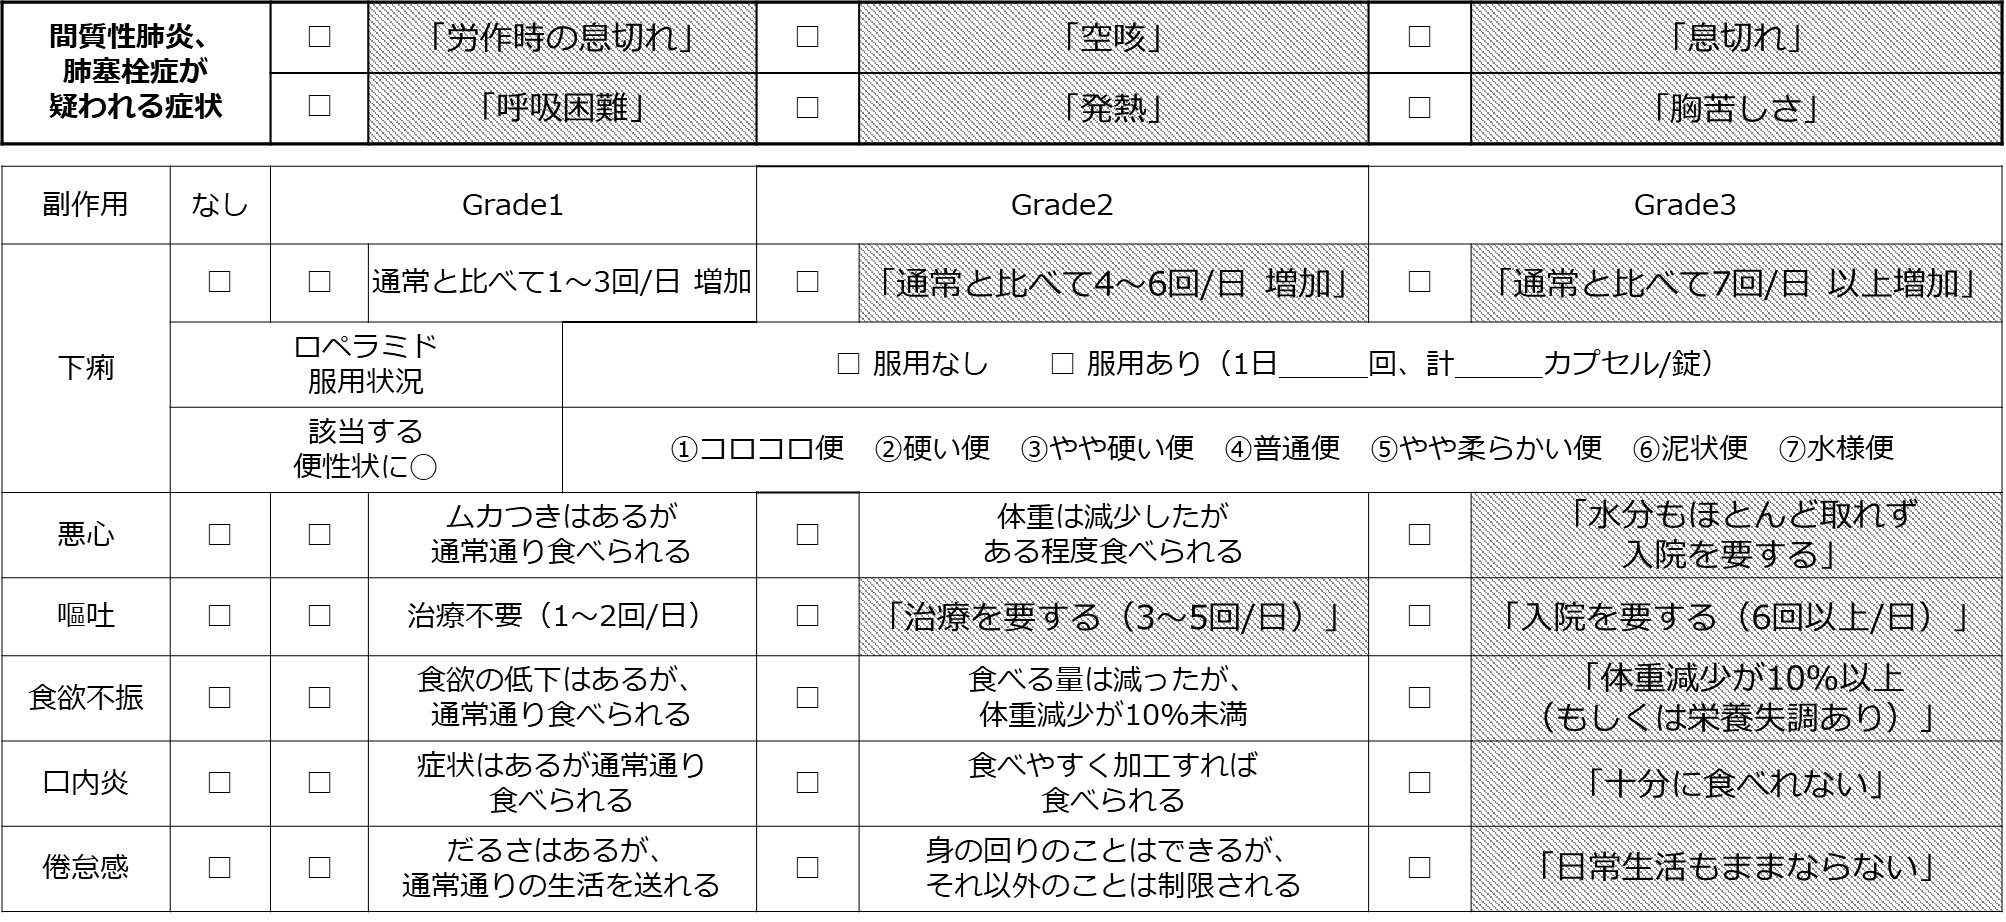 間質性肺炎、
肺塞栓症が
疑われる症状
□ 「労作時の息切れ」 □ 「空咳」 □ 「息切れ」
□ 「呼吸困難」 □ 「発熱」 □ 「胸苦しさ」
副作用 なし Grade1 Grade2 Grade3
下痢
□ □ 通常と比べて1～3回/日 増加 □ 「通常と比べて4～6回/日 増加」 □ 「通常と比べて7回/日 以上増加」
ロペラミド
服用状況
□ 服用なし □ 服用あり（1日______回、計______カプセル/錠）
該当する
便性状に○
①コロコロ便 ②硬い便 ③やや硬い便 ④普通便 ⑤やや柔らかい便 ⑥泥状便 ⑦水様便
悪心 □ □
ムカつきはあるが
通常通り食べられる
□
体重は減少したが
ある程度食べられる
□
「水分もほとんど取れず
入院を要する」
嘔吐 □ □ 治療不要（1～2回/日） □ 「治療を要する（3～5回/日）」 □ 「入院を要する（6回以上/日）」
食欲不振 □ □
食欲の低下はあるが、
通常通り食べられる
□
食べる量は減ったが、
体重減少が10%未満
□
「体重減少が10%以上
（もしくは栄養失調あり）」
口内炎 □ □
症状はあるが通常通り
食べられる
□
食べやすく加工すれば
食べられる
□
「十分に食べれない」
倦怠感 □ □
だるさはあるが、
通常通りの生活を送れる
□
身の回りのことはできるが、
それ以外のことは制限される
□
「日常生活もままならない」